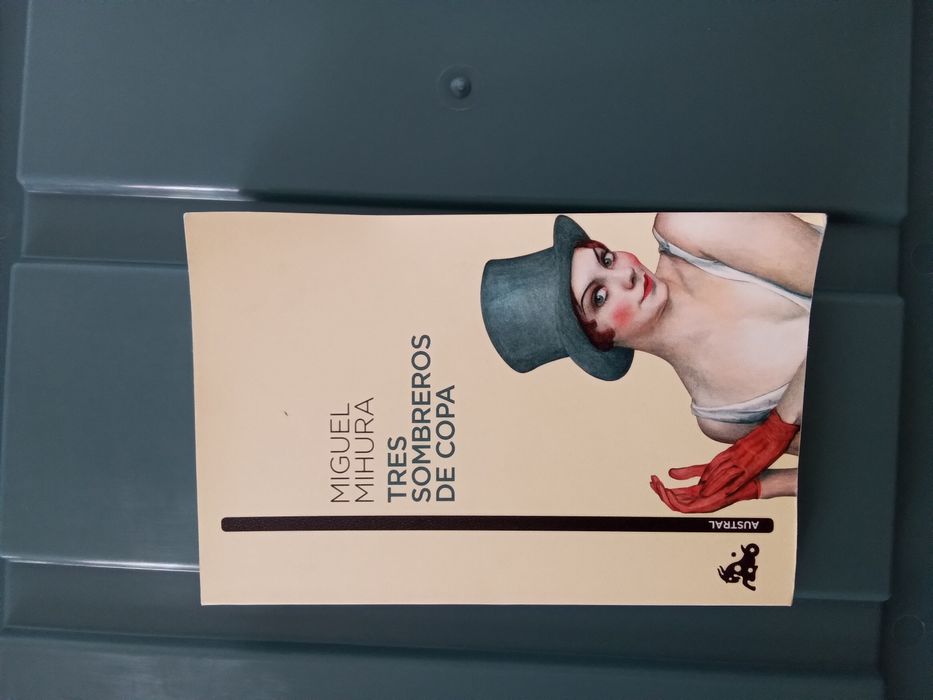 MIGUEL
MIHURA
TRES
SOMBREROS
DE COPA
AUSTRAL